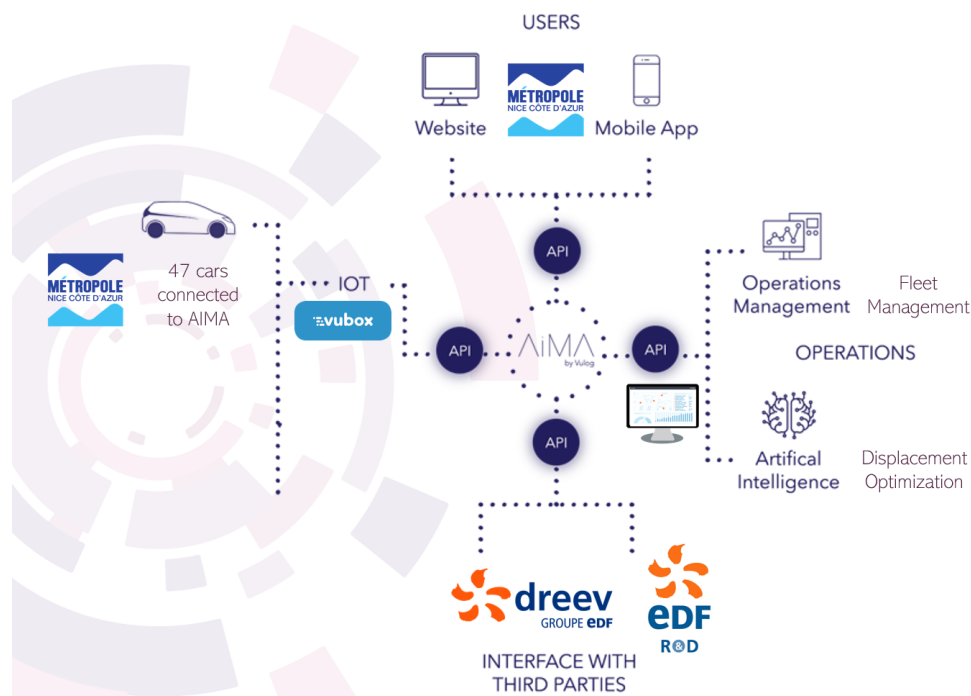 USERS
MÉTROPOLE
NICE CÔTE D'AZUR
Website
Mobile App
API
MÉTROPOLE
NICE CÔTE D'AZUR
47 cars
connected
to AIMA
IOT
vubox
API
AiMA
by Vulog
API
Operations
Management
Fleet
Management
OPERATIONS
API
Artifical
Intelligence
Displacement
Optimization
dreev
GROUPE eDF
eDF
R&D
INTERFACE WITH
THIRD PARTIES